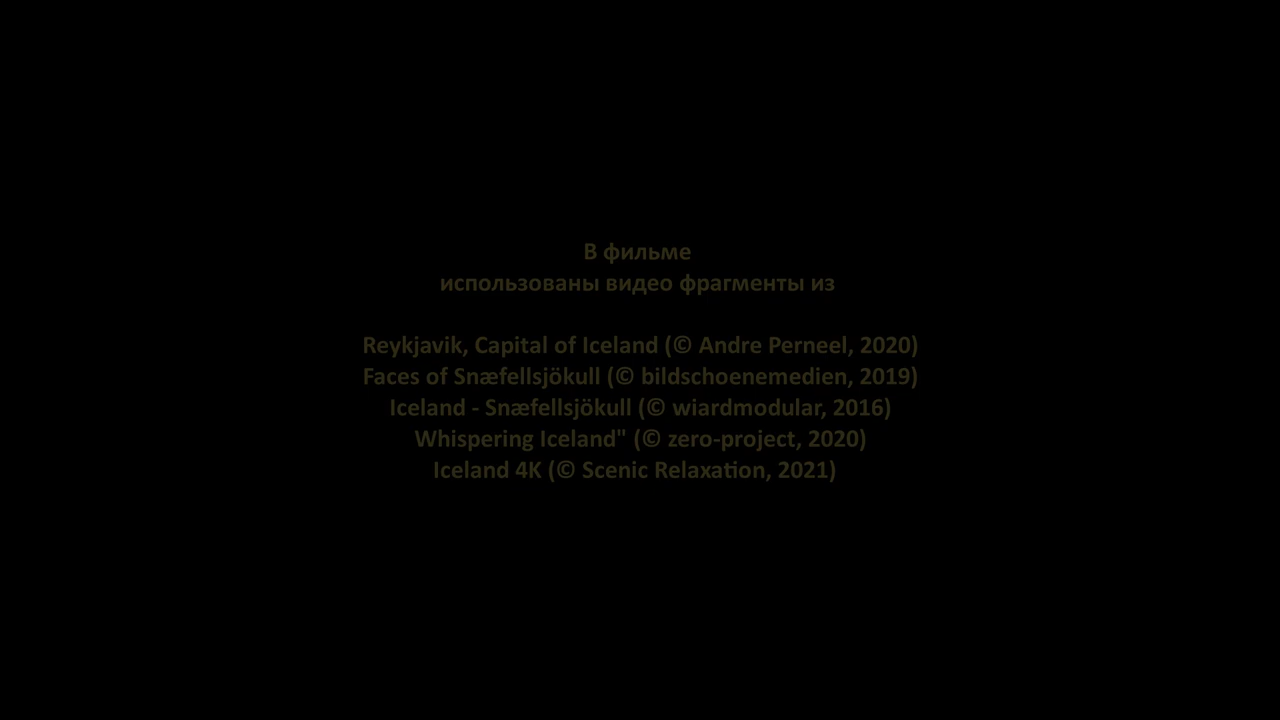 В фильме
использованы видео фрагменты из
Reykjavik, Capital of Iceland (© Andre Perneel, 2020)
Faces of Snæfellsjökull (© bildschoenemedien, 2019)
Iceland - Snæfellsjökull (© wiardmodular, 2016)
Whispering Iceland" (© zero-project, 2020)
Iceland 4K (© Scenic Relaxation, 2021)